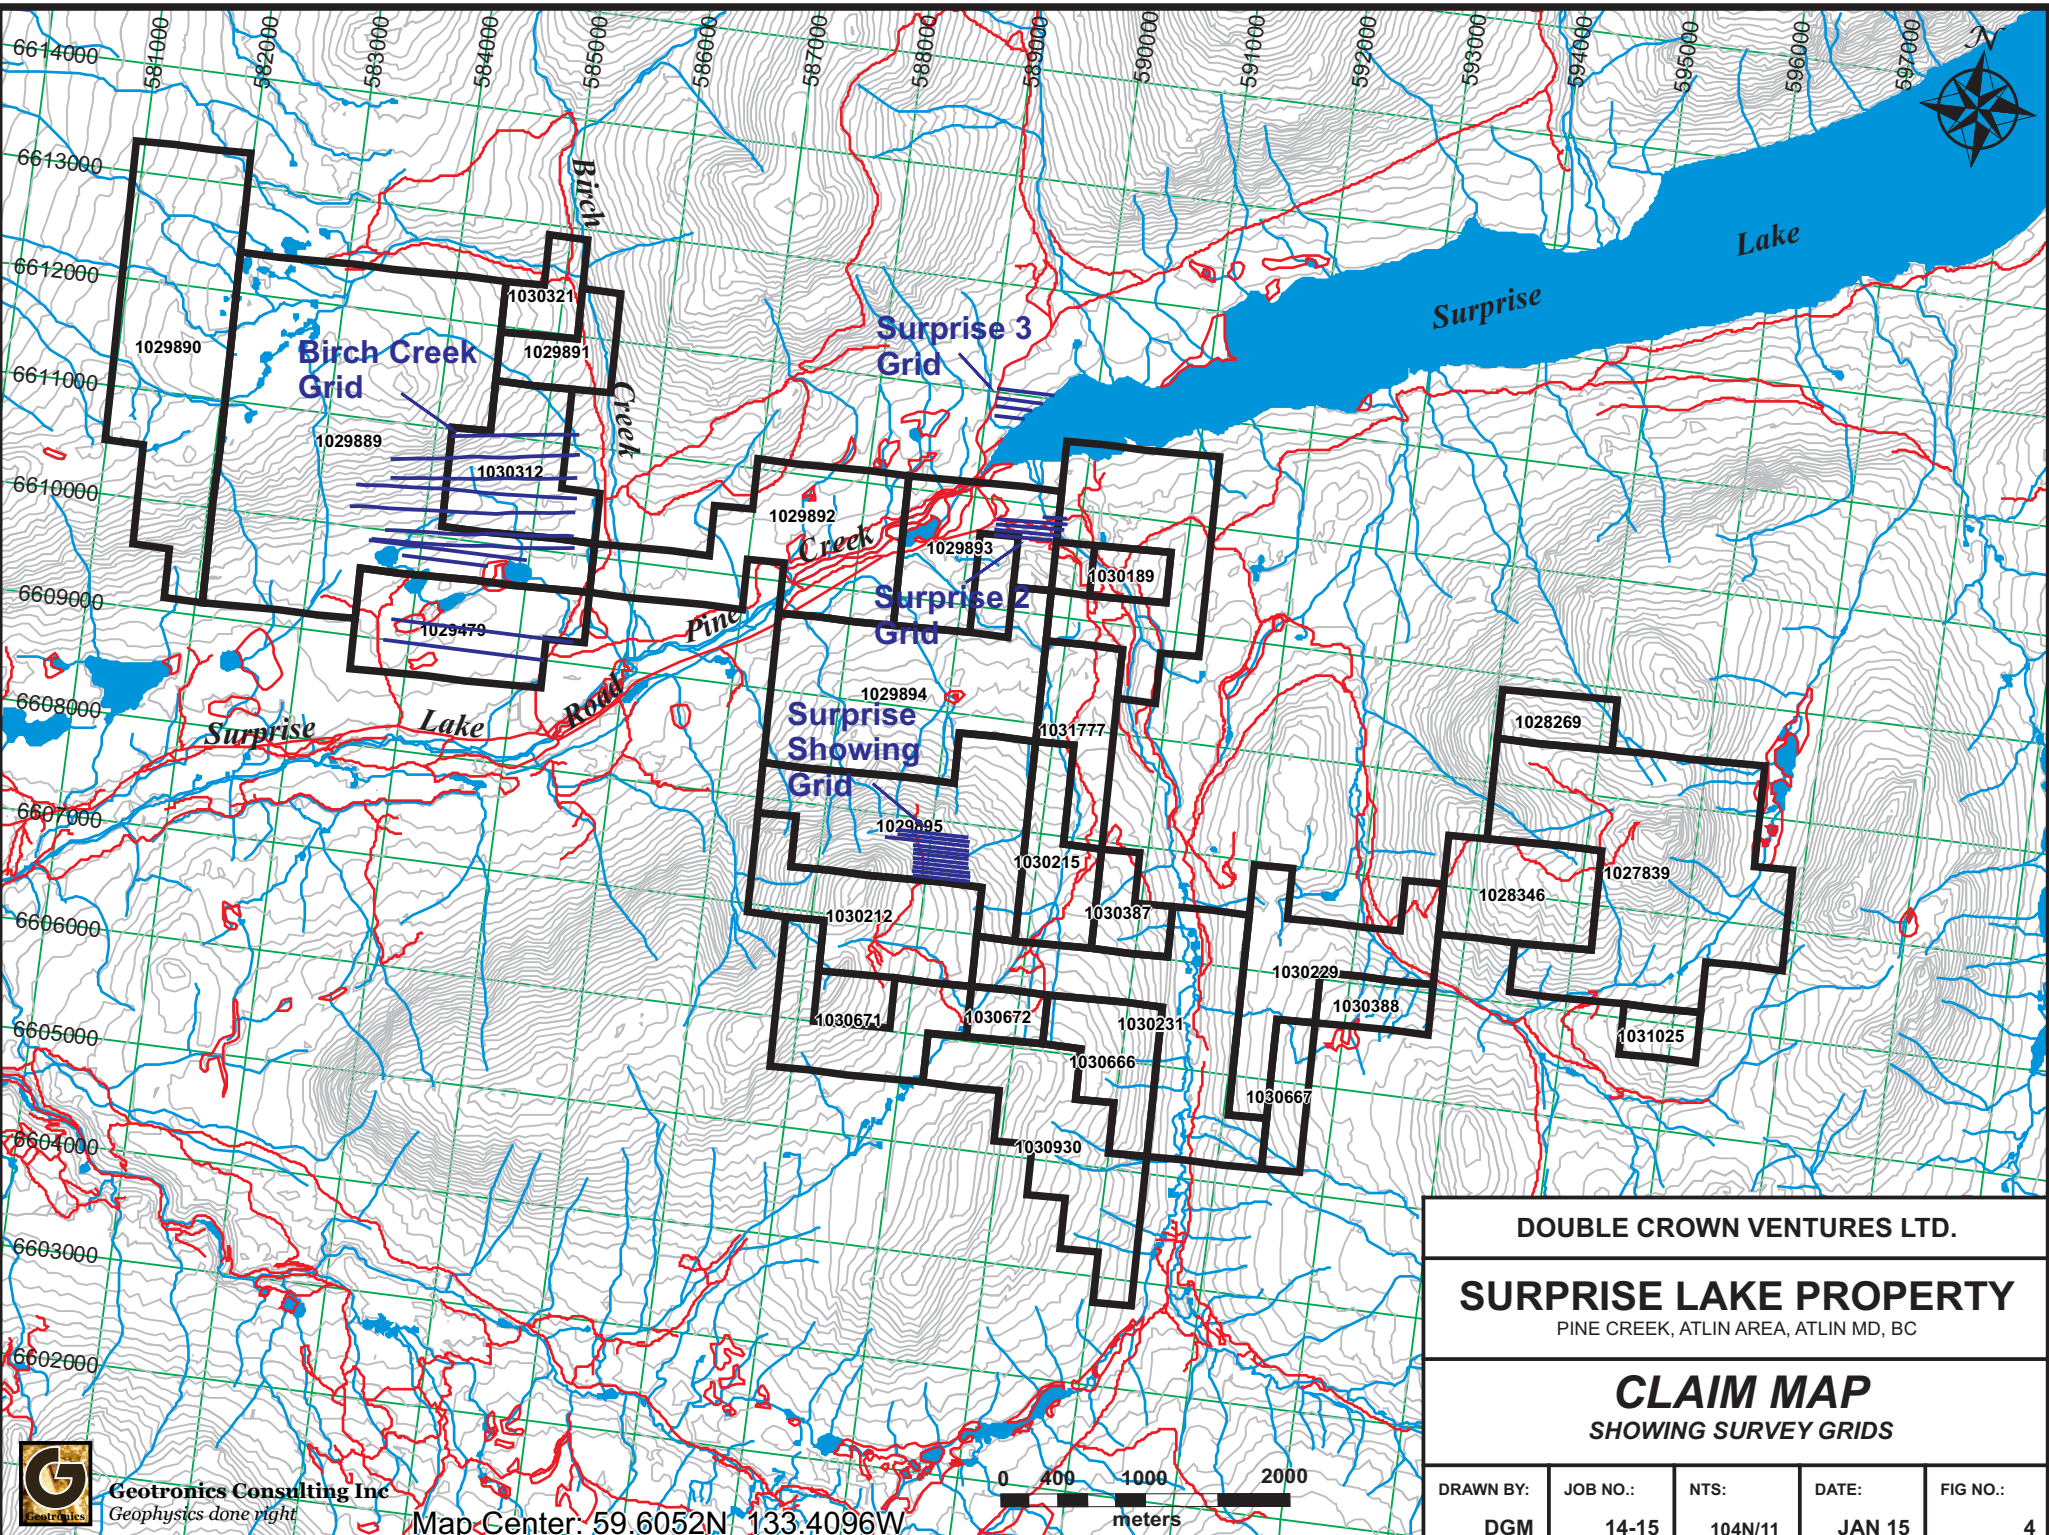 581000
582000
583000
584000
585000
586000
587000
588000
589000
590000
591000
592000
593000
594000
595000
596000
597000
N
6614000
6613000
6612000
6611000
6610000
6609000
6608000
6607000
6606000
6605000
6604000
6603000
6602000
Birch
Creek
Lake
Surprise
1030321
1029890
1029891
Birch Creek
Grid
Surprise 3
Grid
1029889
1030312
1029892
Creek
1029893
1030189
Surprise 2
Grid
Pine
1029479
1029894
Surprise
Lake
Road
Surprise
Showing
Grid
1031777
1028269
1029895
1030215
1027839
1028346
1030212
1030387
1030229
1030388
1030671
1030672
1030231
1031025
1030666
1030667
1030930
DOUBLE CROWN VENTURES LTD.
SURPRISE LAKE PROPERTY
PINE CREEK, ATLIN AREA, ATLIN MD, BC
CLAIM MAP
SHOWING SURVEY GRIDS
DRAWN BY:
DGM
JOB NO.:
14-15
NTS:
104N/11
DATE:
JAN 15
FIG NO.:
4
0 400 1000 2000
meters
G
Geotronics
Geotronics Consulting Inc
Geophysics done right
Map Center: 59.6052N 133.4096W